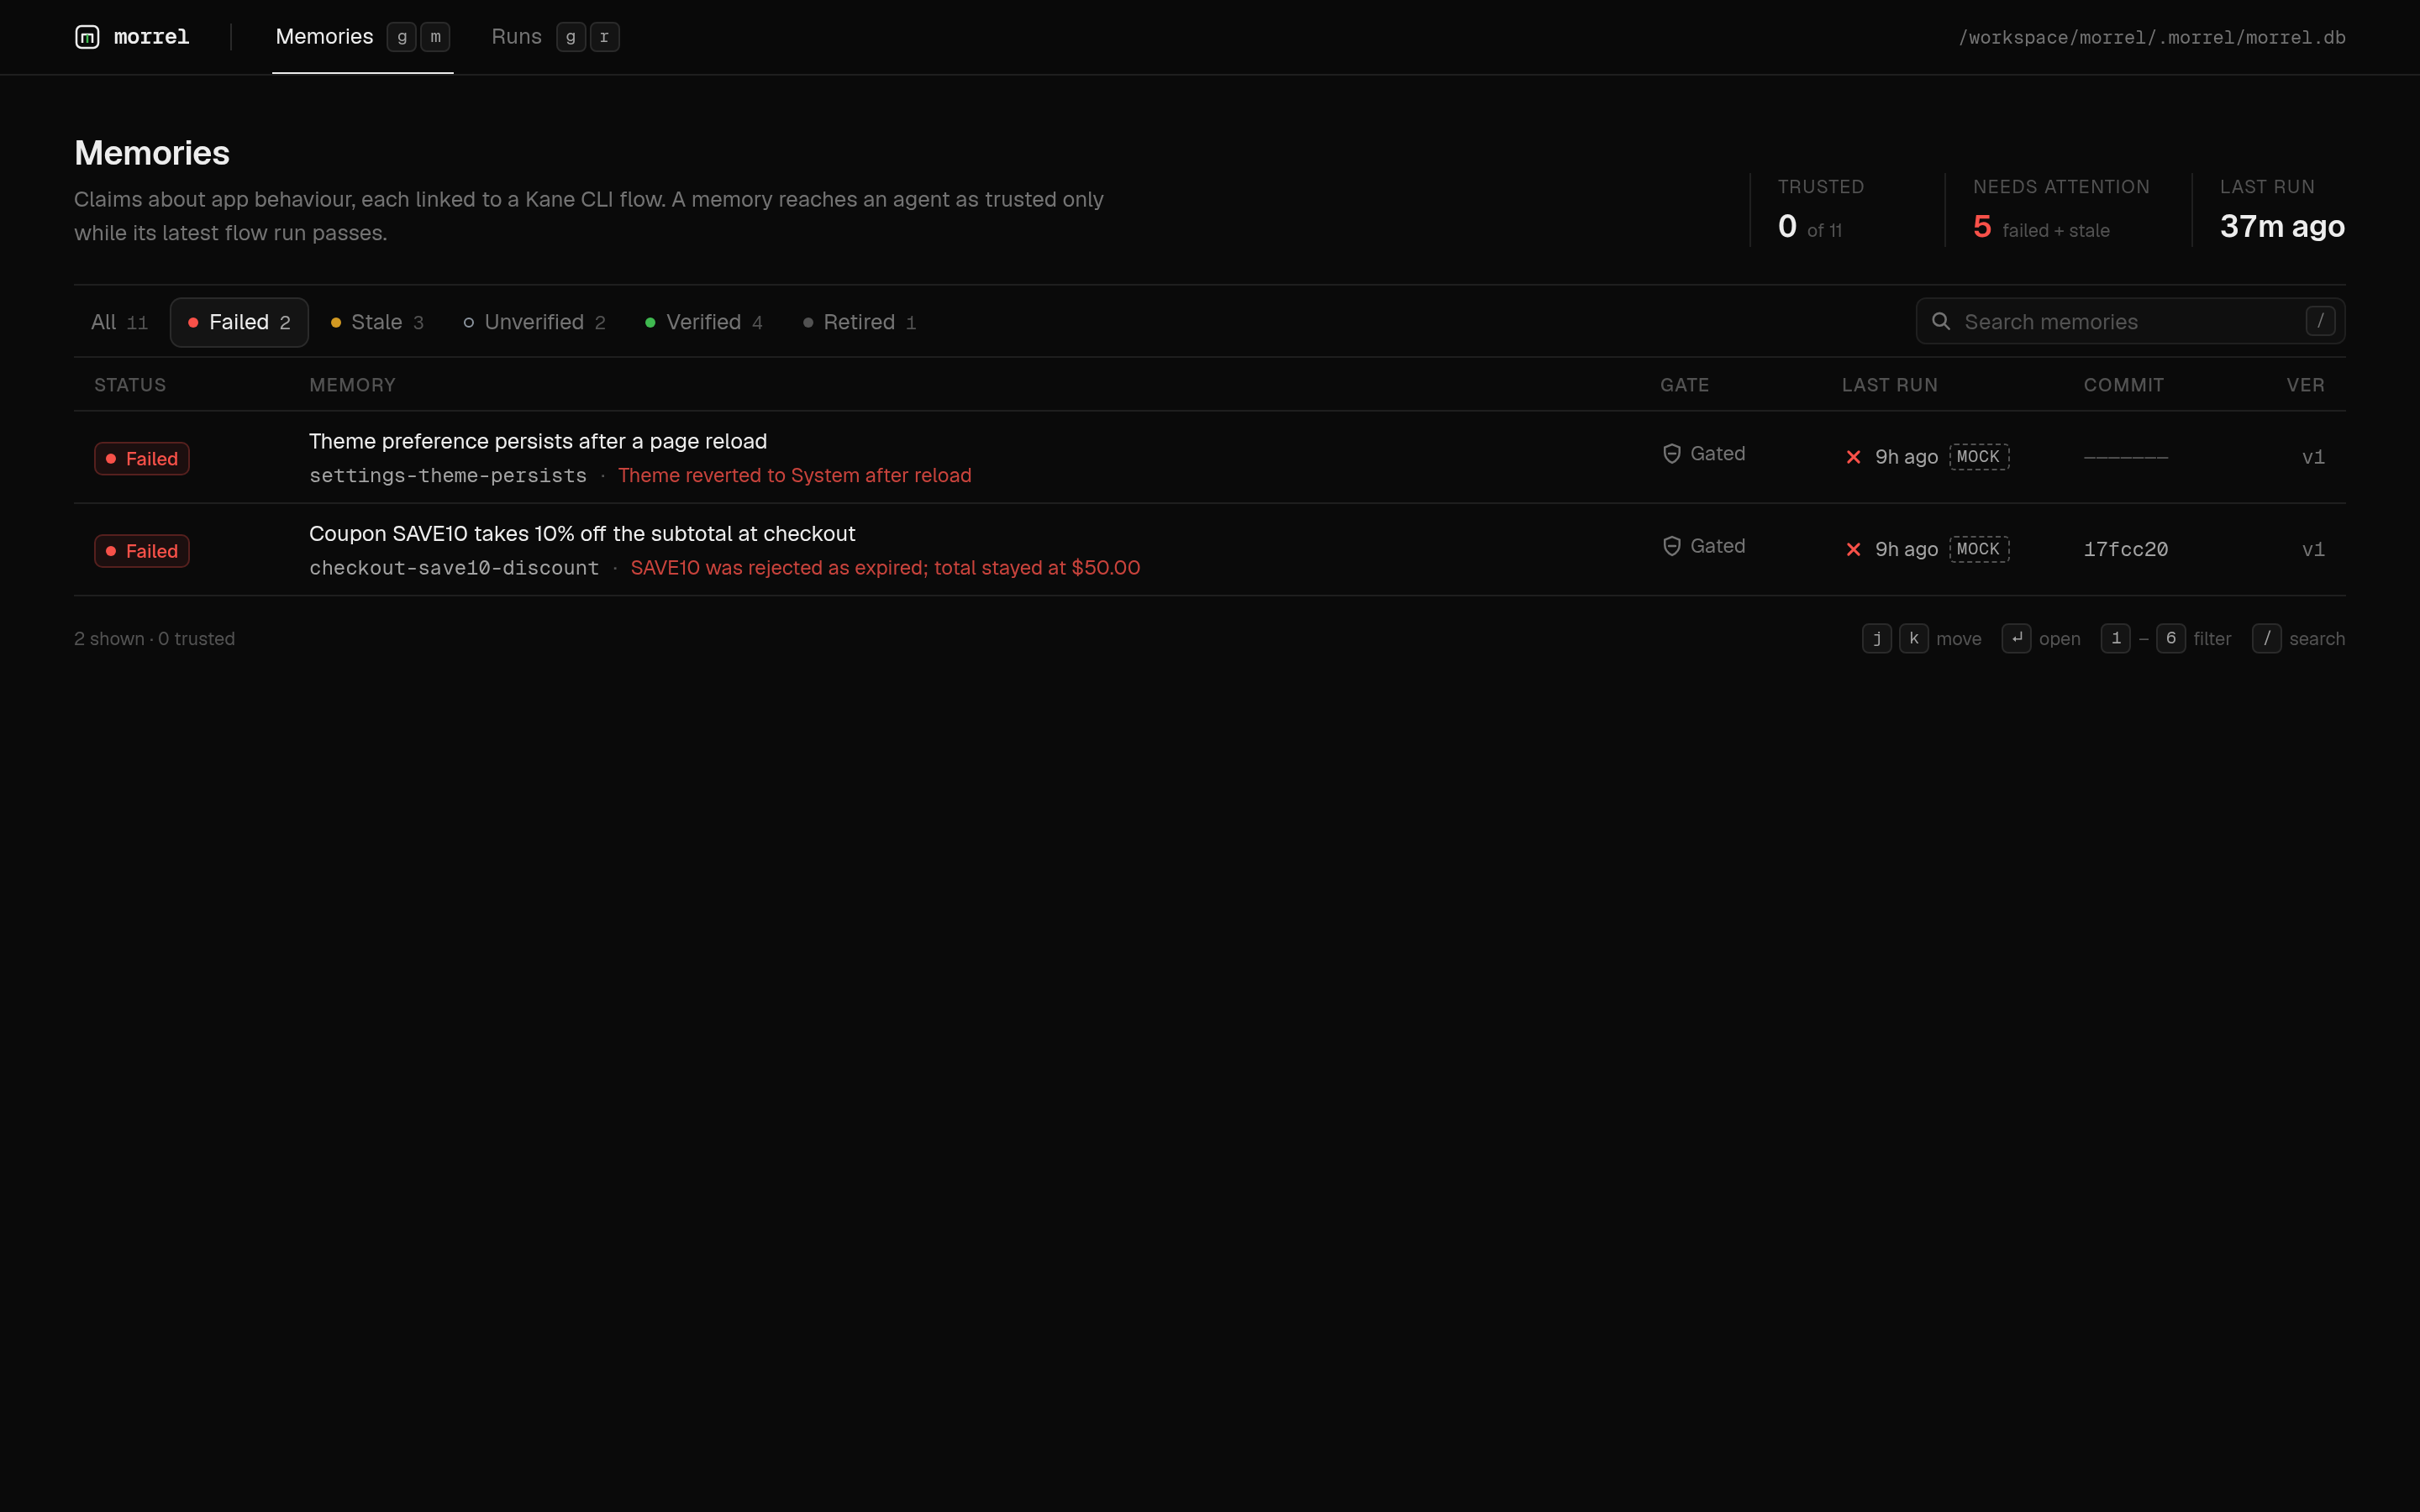 morrel Memories g m Runs g r /workspace/morrel/.morrel/morrel.db
Memories
Claims about app behaviour, each linked to a Kane CLI flow. A memory reaches an agent as trusted only
while its latest flow run passes.
TRUSTED NEEDS ATTENTION LAST RUN
0 of 11 5 failed + stale 37m ago
All 11 Failed 2 Stale 3 Unverified 2 Verified 4 Retired 1 Search memories /
STATUS MEMORY GATE LAST RUN COMMIT VER
Theme preference persists after a page reload
Failed Gated 9h ago MOCK ——————— v1
settings-theme-persists · Theme reverted to System after reload
Coupon SAVE10 takes 10% off the subtotal at checkout
Failed Gated 9h ago MOCK 17fcc20 v1
checkout-save10-discount · SAVE10 was rejected as expired; total stayed at $50.00
2 shown · 0 trusted j k move ↵ open 1 – 6 filter / search